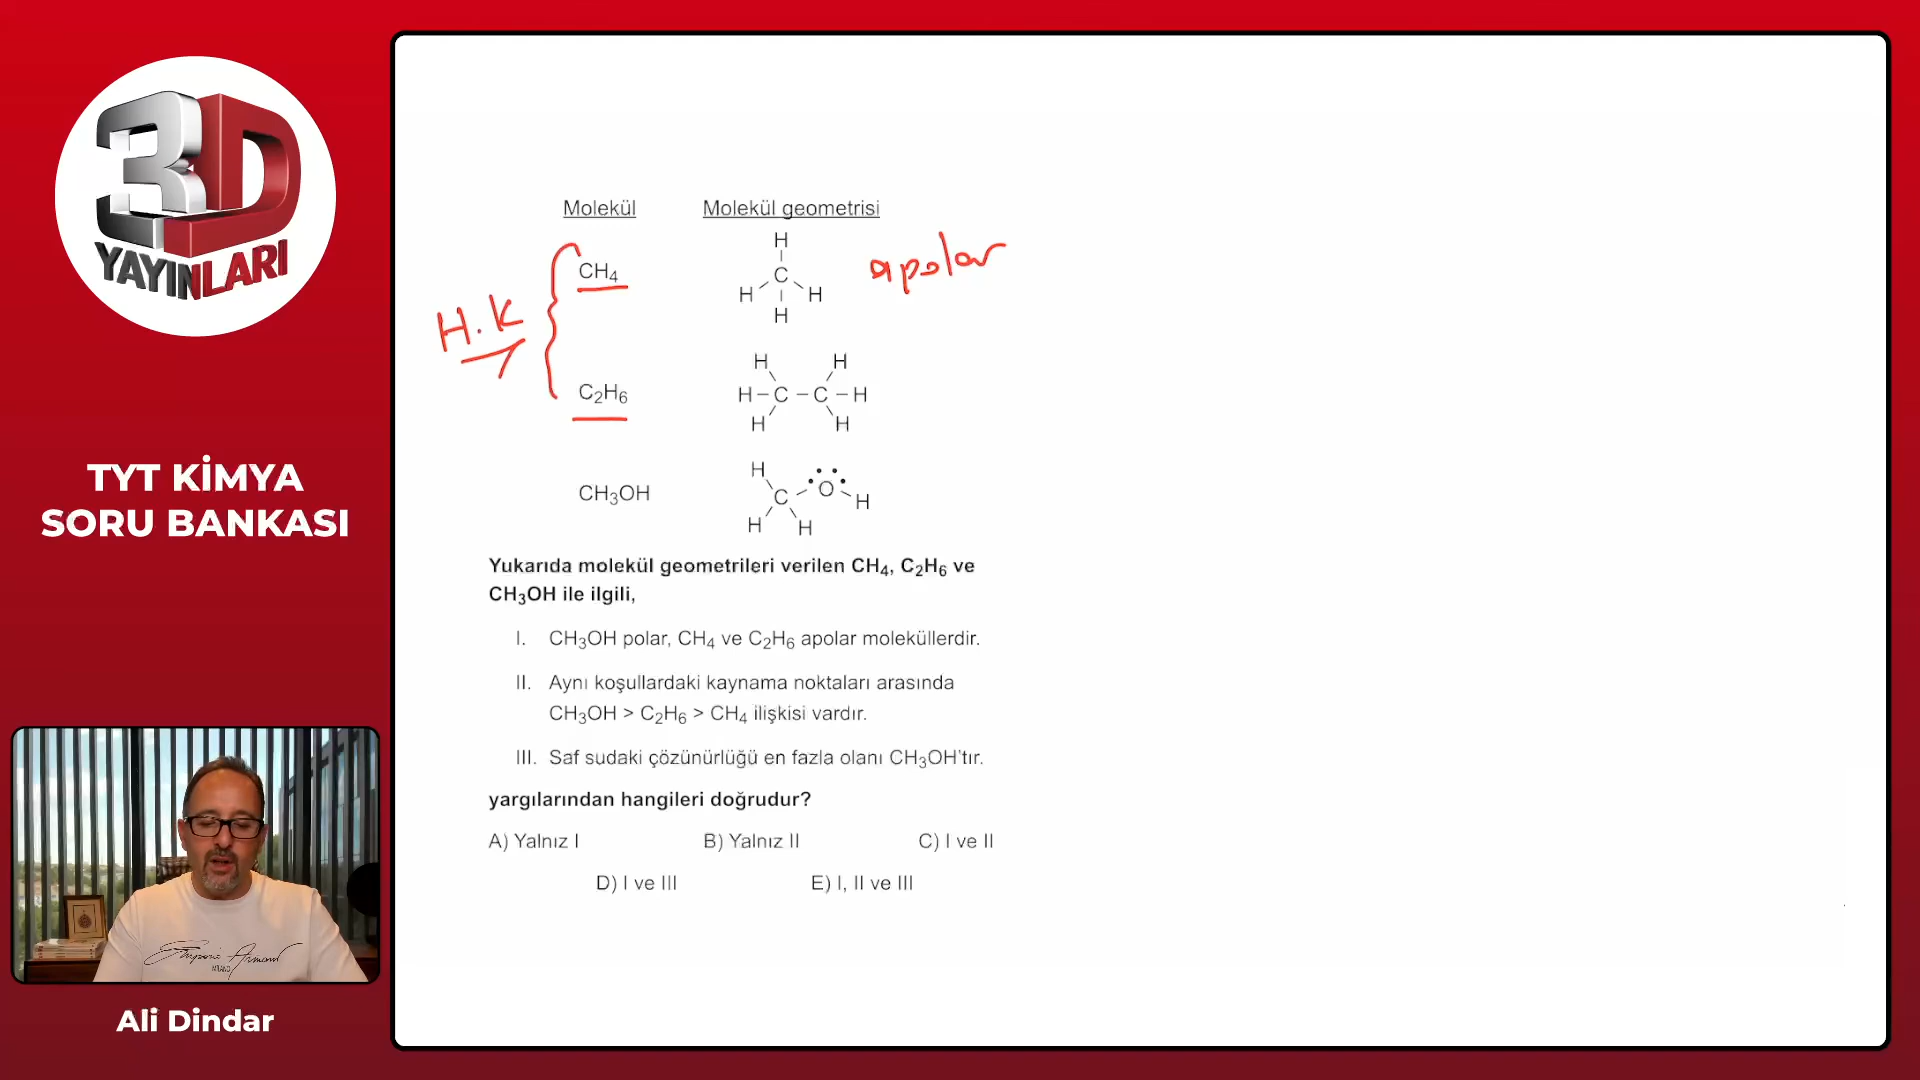 3D
YAYINLARI
TYT KİMYA
SORU BANKASI
Ali Dindar
Molekül Molekül geometrisi
CH₄
H
C
H H
H
apolar
H.K
C₂H₆
H H
H–C–C–H
H H
CH₃OH
H
C O H
H H
Yukarıda molekül geometrileri verilen CH₄, C₂H₆ ve
CH₃OH ile ilgili,
I. CH₃OH polar, CH₄ ve C₂H₆ apolar moleküllerdir.
II. Aynı koşullardaki kaynama noktaları arasında
CH₃OH > C₂H₆ > CH₄ ilişkisi vardır.
III. Saf sudaki çözünürlüğü en fazla olanı CH₃OH'tır.
yargılarından hangileri doğrudur?
A) Yalnız I B) Yalnız II C) I ve II
D) I ve III E) I, II ve III